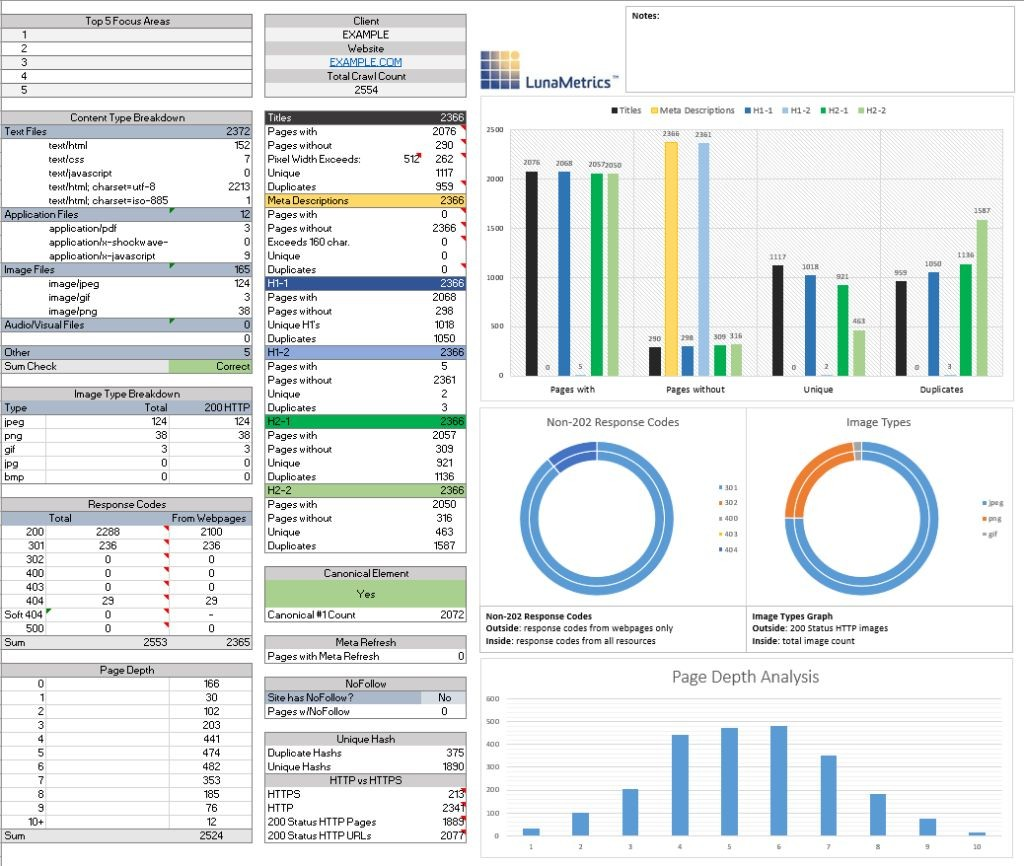 Top 5 Focus Areas
1
2
3
4
5
Content Type Breakdown
Text Files 2372
text/html 152
text/css 7
text/javascript 0
text/html; charset=utf-8 2213
text/html; charset=iso-885 1
Application Files 12
application/pdf 3
application/x-shockwave- 0
application/x-javascript 9
Image Files 165
image/jpeg 124
image/gif 3
image/png 38
Audio/Visual Files 0
0
Other 5
Sum Check Correct
Image Type Breakdown
Type Total 200 HTTP
jpeg 124 124
png 38 38
gif 3 3
jpg 0 0
bmp 0 0
Response Codes
Total From Webpages
200 2288 2100
301 236 236
302 0 0
400 0 0
403 0 0
404 29 29
Soft 404 0 -
500 0 0
Sum 2553 2365
Page Depth
0 166
1 30
2 102
3 203
4 441
5 474
6 482
7 353
8 185
9 76
10+ 12
Sum 2524
Client
EXAMPLE
Website
EXAMPLE.COM
Total Crawl Count
2554
Titles 2366
Pages with 2076
Pages without 290
Pixel Width Exceeds: 512 262
Unique 1117
Duplicates 959
Meta Descriptions 2366
Pages with 0
Pages without 2366
Exceeds 160 char. 0
Unique 0
Duplicates 0
H1-1 2366
Pages with 2068
Pages without 298
Unique H1's 1018
Duplicates 1050
H1-2 2366
Pages with 5
Pages without 2361
Unique 2
Duplicates 3
H2-1 2366
Pages with 2057
Pages without 309
Unique 921
Duplicates 1136
H2-2 2366
Pages with 2050
Pages without 316
Unique 463
Duplicates 1587
Canonical Element
Yes
Canonical #1 Count 2072
Meta Refresh
Pages with Meta Refresh 0
NoFollow
Site has NoFollow? No
Pages w/NoFollow 0
Unique Hash
Duplicate Hashs 375
Unique Hashs 1890
HTTP vs HTTPS
HTTPS 213
HTTP 2341
200 Status HTTP Pages 1889
200 Status HTTP URLs 2077
Notes:
LunaMetrics™
Titles Meta Descriptions H1-1 H1-2 H2-1 H2-2
2500
2000
1500
1000
500
0
2076 0 2068 5 2057 2050
290 2366 298 2361 309 316
1117 0 1018 2 921 463
959 0 1050 3 1136 1587
Pages with Pages without Unique Duplicates
Non-202 Response Codes
301
302
400
403
404
Image Types
jpeg
png
gif
Non-202 Response Codes
Outside: response codes from webpages only
Inside: response codes from all resources
Image Types Graph
Outside: 200 Status HTTP images
Inside: total image count
Page Depth Analysis
600
500
400
300
200
100
0
1 2 3 4 5 6 7 8 9 10